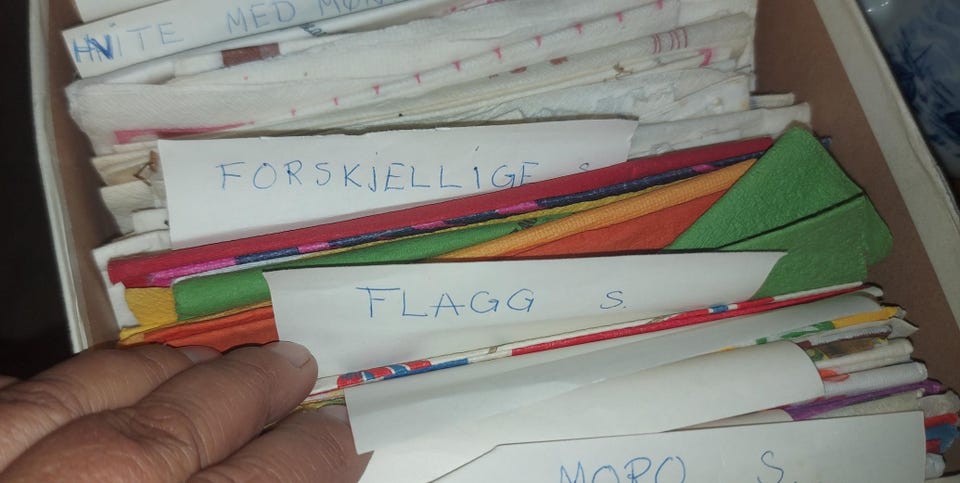 HVITE MED
FORSKJELLIGE S
FLAGG S.
MORO S.